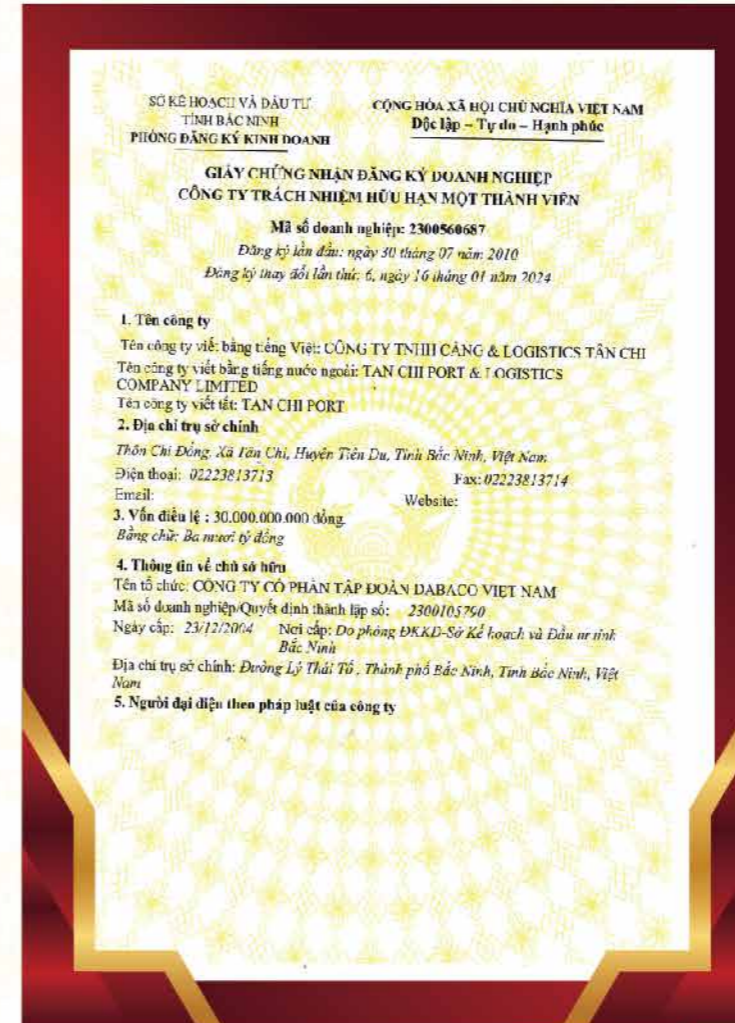 SỞ KẾ HOẠCH VÀ ĐẦU TƯ
TỈNH BẮC NINH
PHÒNG ĐĂNG KÝ KINH DOANH
CỘNG HÒA XÃ HỘI CHỦ NGHĨA VIỆT NAM
Độc lập – Tự do – Hạnh phúc
GIẤY CHỨNG NHẬN ĐĂNG KÝ DOANH NGHIỆP
CÔNG TY TRÁCH NHIỆM HỮU HẠN MỘT THÀNH VIÊN
Mã số doanh nghiệp: 2300560687
Đăng ký lần đầu: ngày 30 tháng 07 năm 2010
Đăng ký thay đổi lần thứ: 6, ngày 16 tháng 01 năm 2024
1. Tên công ty
Tên công ty viết bằng tiếng Việt: CÔNG TY TNHH CẢNG & LOGISTICS TÂN CHI
Tên công ty viết bằng tiếng nước ngoài: TAN CHI PORT & LOGISTICS
COMPANY LIMITED
Tên công ty viết tắt: TAN CHI PORT
2. Địa chỉ trụ sở chính
Thôn Chi Đống, Xã Tân Chi, Huyện Tiên Du, Tỉnh Bắc Ninh, Việt Nam
Điện thoại: 02223813713 Fax: 02223813714
Email: Website:
3. Vốn điều lệ : 30.000.000.000 đồng.
Bằng chữ: Ba mươi tỷ đồng
4. Thông tin về chủ sở hữu
Tên tổ chức: CÔNG TY CỔ PHẦN TẬP ĐOÀN DABACO VIỆT NAM
Mã số doanh nghiệp/Quyết định thành lập số: 2300105790
Ngày cấp: 23/12/2004 Nơi cấp: Do phòng ĐKKD-Sở Kế hoạch và Đầu tư tỉnh
Bắc Ninh
Địa chỉ trụ sở chính: Đường Lý Thái Tổ , Thành phố Bắc Ninh, Tỉnh Bắc Ninh, Việt
Nam
5. Người đại diện theo pháp luật của công ty